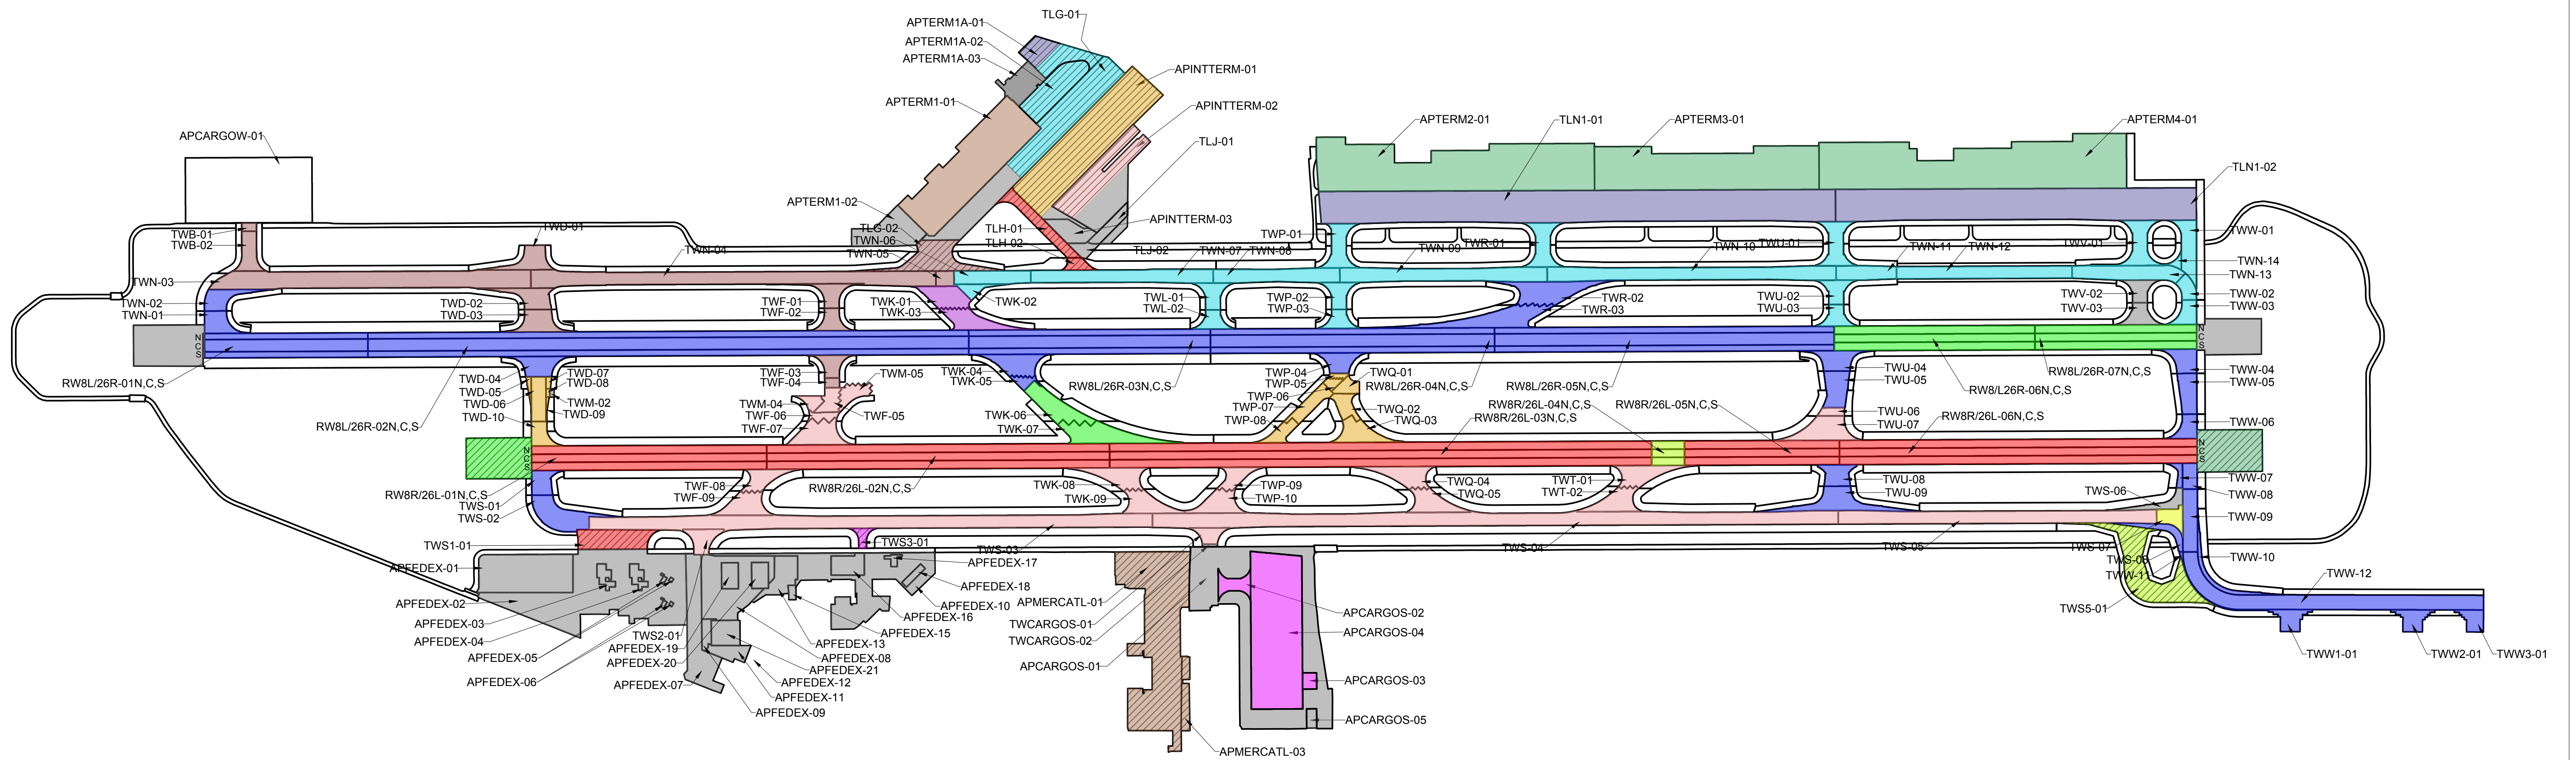 TLG-01
APTERM1A-01
APTERM1A-02
APTERM1A-03
APINTTERM-01
APTERM1-01
APINTTERM-02
APTERM2-01
TLN1-01
APTERM3-01
APTERM4-01
APCARGOW-01
TLJ-01
TLN1-02
APTERM1-02
APINTTERM-03
TLG-02
TLH-01
TWP-01
TWW-01
TWB-01
TWD-01
TWN-06
TLH-02
TWR-01
TWU-01
TWV-01
TWB-02
TWN-04
TWN-05
TLJ-02
TWN-07
TWN-08
TWN-09
TWN-10
TWN-11
TWN-12
TWN-14
TWN-13
TWN-03
TWN-02
TWD-02
TWF-01
TWK-01
TWK-02
TWL-01
TWP-02
TWR-02
TWU-02
TWV-02
TWW-02
TWN-01
TWD-03
TWF-02
TWK-03
TWL-02
TWP-03
TWR-03
TWU-03
TWV-03
TWW-03
N
C
S
N
C
S
RW8L/26R-01N,C,S
TWD-04
TWD-07
TWF-03
TWM-05
TWK-04
TWP-04
TWQ-01
TWU-04
RW8L/26R-07N,C,S
TWW-04
TWD-05
TWD-08
TWF-04
TWK-05
RW8L/26R-03N,C,S
TWP-05
RW8L/26R-04N,C,S
RW8L/26R-05N,C,S
TWU-05
RW8/L26R-06N,C,S
TWW-05
TWD-06
TWM-02
TWM-04
TWP-06
TWD-10
TWD-09
TWF-06
TWF-05
TWK-06
TWP-07
TWQ-02
RW8R/26L-04N,C,S
RW8R/26L-05N,C,S
TWU-06
RW8R/26L-06N,C,S
RW8L/26R-02N,C,S
TWF-07
TWK-07
TWP-08
TWQ-03
RW8R/26L-03N,C,S
TWU-07
TWW-06
N
C
S
N
C
S
RW8R/26L-01N,C,S
TWF-08
RW8R/26L-02N,C,S
TWK-08
TWP-09
TWQ-04
TWT-01
TWU-08
TWW-07
TWS-01
TWF-09
TWK-09
TWP-10
TWQ-05
TWT-02
TWU-09
TWS-06
TWW-08
TWS-02
TWW-09
TWS1-01
TWS3-01
TWS-03
TWS-04
TWS-05
TWS-07
TWS-08
TWW-10
APFEDEX-01
APFEDEX-17
TWW-11
TWW-12
APFEDEX-02
APFEDEX-18
APMERCATL-01
APFEDEX-10
APFEDEX-03
APFEDEX-16
TWCARGOS-01
APCARGOS-02
TWS5-01
APFEDEX-04
TWS2-01
APFEDEX-15
TWCARGOS-02
APCARGOS-04
APFEDEX-05
APFEDEX-19
APFEDEX-13
APFEDEX-20
APFEDEX-08
APCARGOS-01
TWW1-01
TWW2-01
TWW3-01
APFEDEX-21
APFEDEX-06
APFEDEX-07
APFEDEX-12
APCARGOS-03
APFEDEX-11
APFEDEX-09
APCARGOS-05
APMERCATL-03